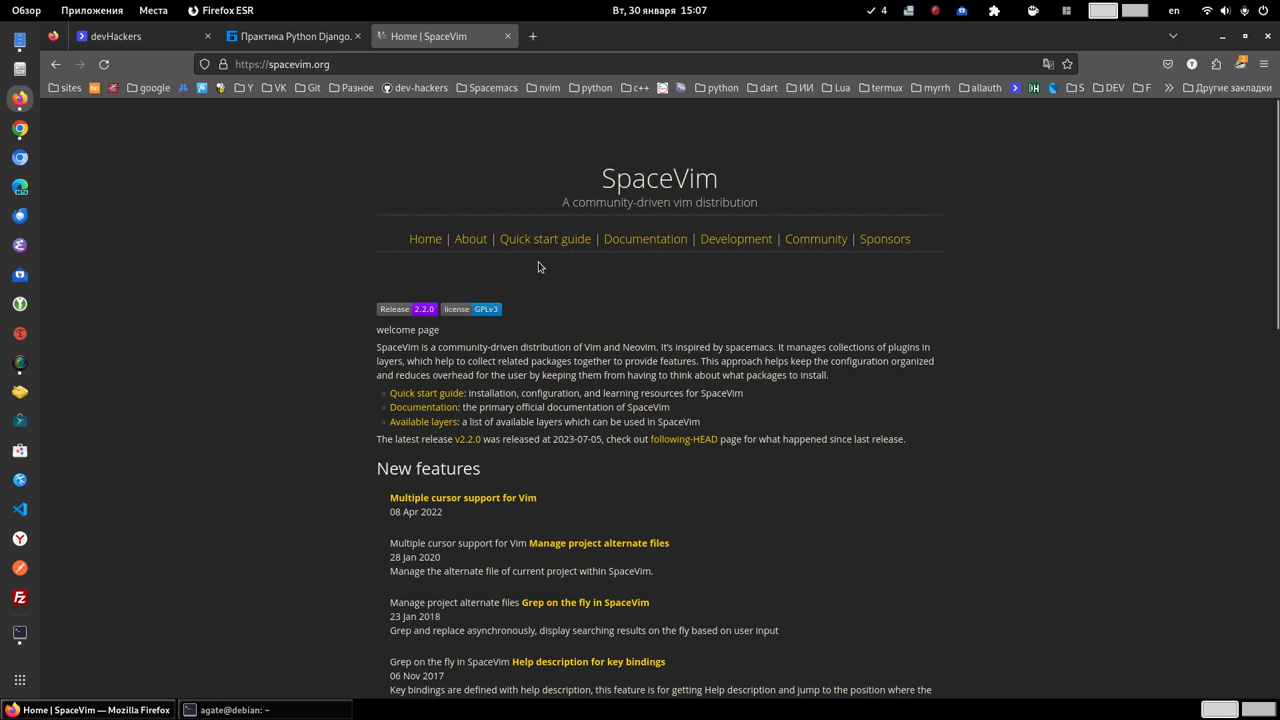 Обзор Приложения Места Firefox ESR Вт, 30 января 15:07 4 en
devHackers Практика Python Django. Home | SpaceVim
https://spacevim.org
sites google Y VK Git Разное dev-hackers Spacemacs nvim python c++ python dart ИИ Lua termux myrrh allauth S DEV F Другие закладки
SpaceVim
A community-driven vim distribution
Home | About | Quick start guide | Documentation | Development | Community | Sponsors
Release 2.2.0 license GPLv3
welcome page
SpaceVim is a community-driven distribution of Vim and Neovim. It’s inspired by spacemacs. It manages collections of plugins in
layers, which help to collect related packages together to provide features. This approach helps keep the configuration organized
and reduces overhead for the user by keeping them from having to think about what packages to install.
Quick start guide: installation, configuration, and learning resources for SpaceVim
Documentation: the primary official documentation of SpaceVim
Available layers: a list of available layers which can be used in SpaceVim
The latest release v2.2.0 was released at 2023-07-05, check out following-HEAD page for what happened since last release.
New features
Multiple cursor support for Vim
08 Apr 2022
Multiple cursor support for Vim Manage project alternate files
28 Jan 2020
Manage the alternate file of current project within SpaceVim.
Manage project alternate files Grep on the fly in SpaceVim
23 Jan 2018
Grep and replace asynchronously, display searching results on the fly based on user input
Grep on the fly in SpaceVim Help description for key bindings
06 Nov 2017
Key bindings are defined with help description, this feature is for getting Help description and jump to the position where the
Home | SpaceVim — Mozilla Firefox agate@debian: ~